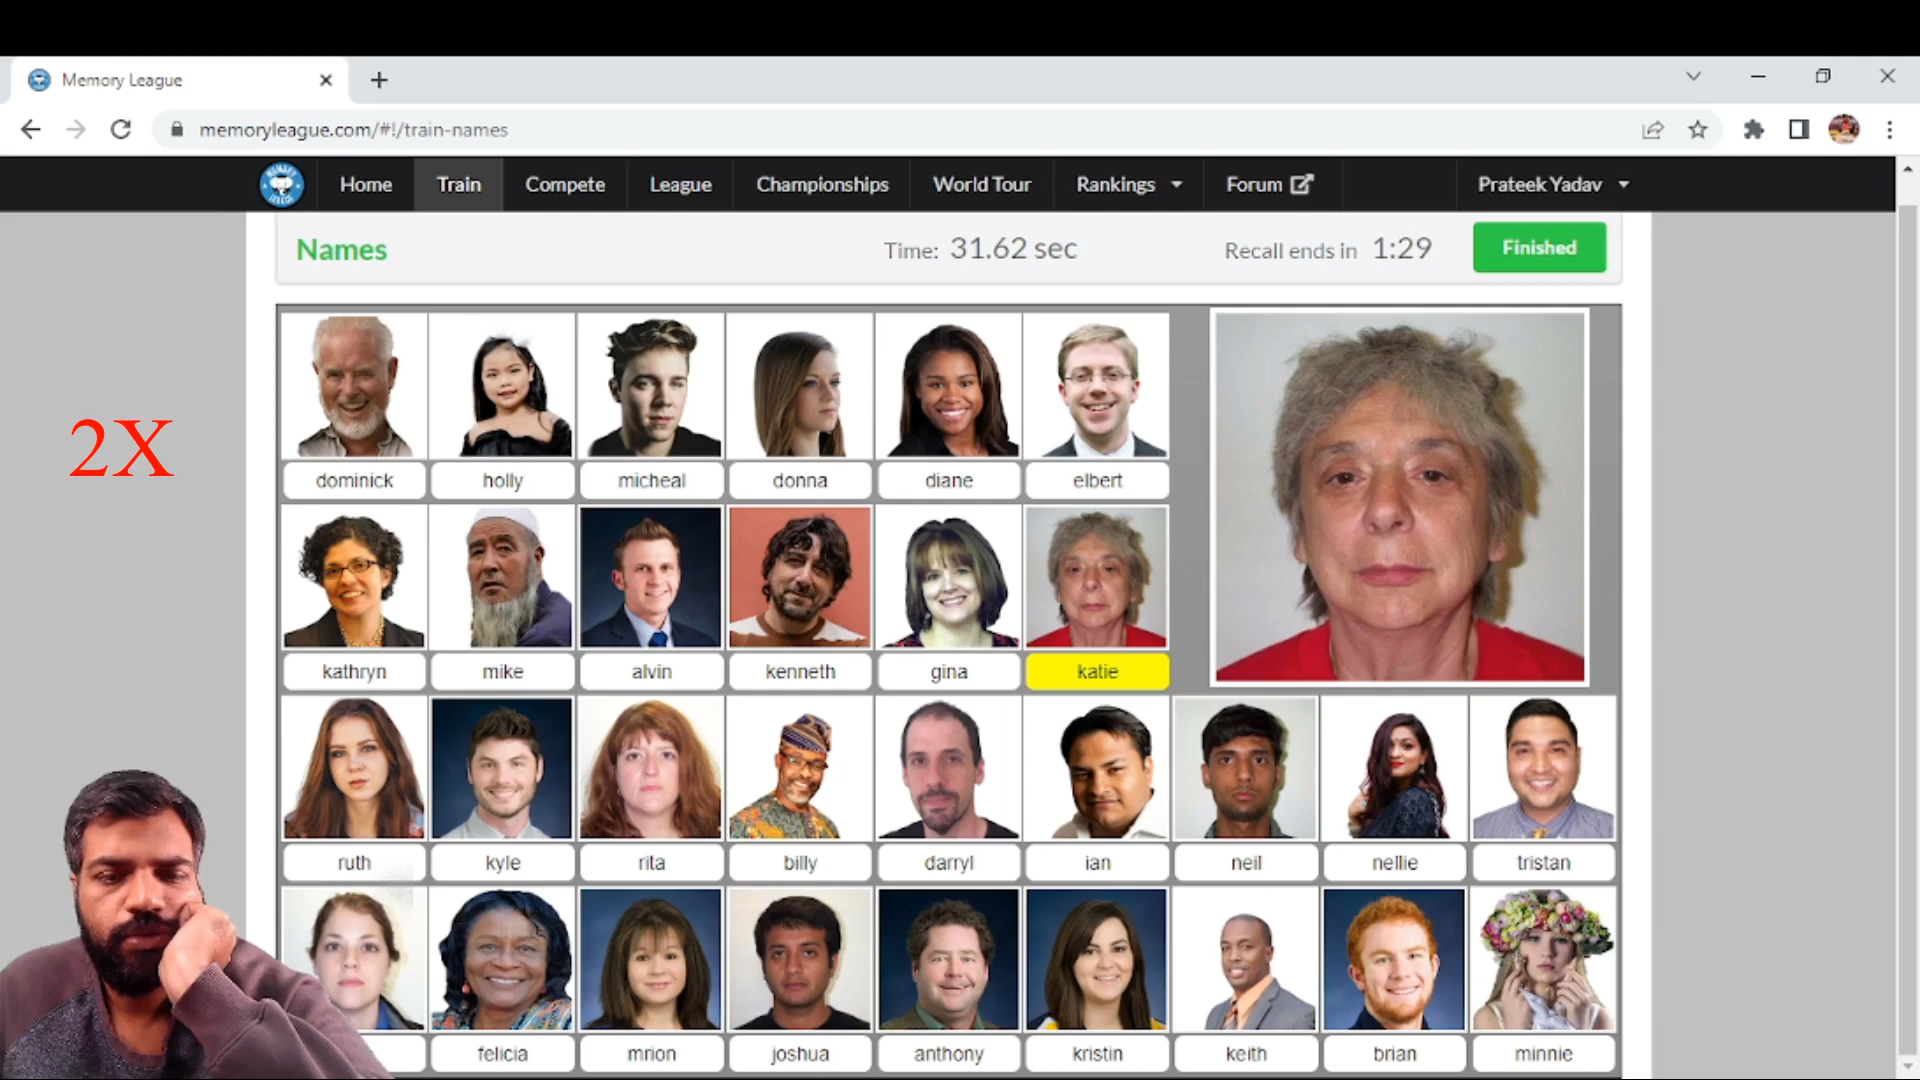 Memory League
memoryleague.com/#!/train-names
Home Train Compete League Championships World Tour Rankings Forum Prateek Yadav
Names Time: 31.62 sec Recall ends in 1:29 Finished
2X
dominick holly micheal donna diane elbert
kathryn mike alvin kenneth gina katie
ruth kyle rita billy darryl ian neil nellie tristan
felicia mrion joshua anthony kristin keith brian minnie